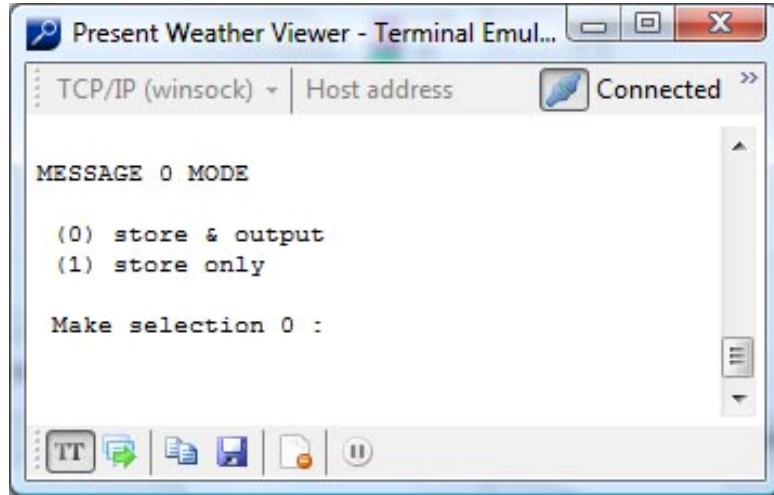 Present Weather Viewer - Terminal Emul...
TCP/IP (winsock) Host address Connected »
MESSAGE 0 MODE
(0) store & output
(1) store only
Make selection 0 :
TT